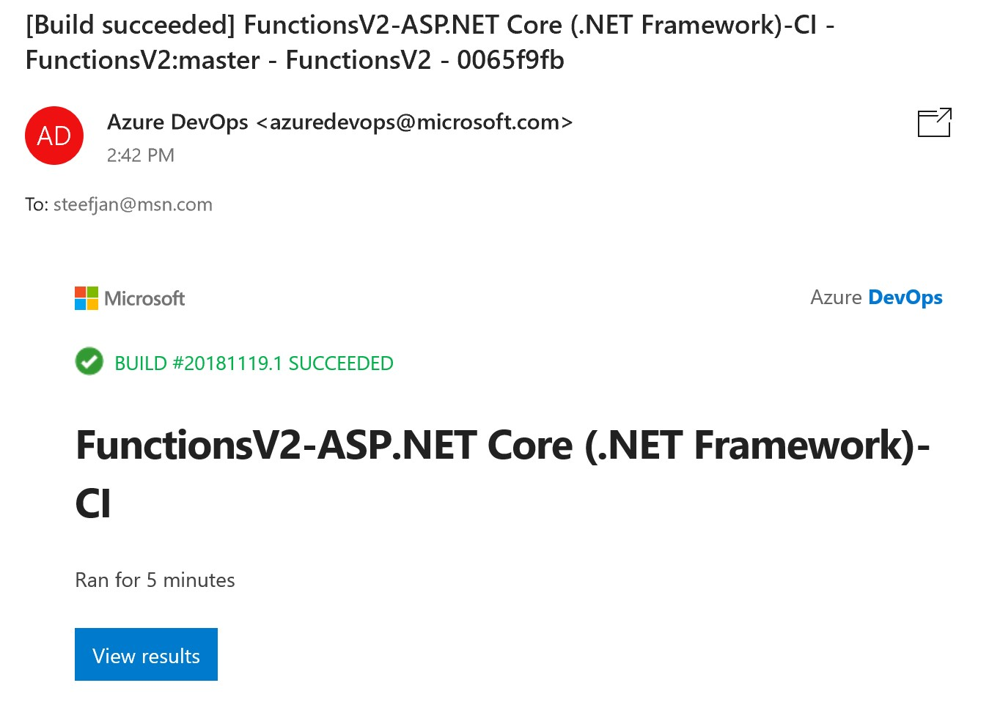 [Build succeeded] FunctionsV2-ASP.NET Core (.NET Framework)-CI -
FunctionsV2:master - FunctionsV2 - 0065f9fb
AD
Azure DevOps <azuredevops@microsoft.com>
2:42 PM
To: steefjan@msn.com
Microsoft
Azure DevOps
BUILD #20181119.1 SUCCEEDED
FunctionsV2-ASP.NET Core (.NET Framework)-
CI
Ran for 5 minutes
View results